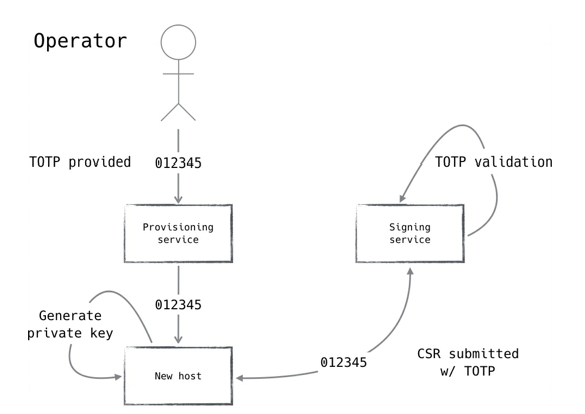 Operator
TOTP provided
012345
TOTP validation
Provisioning
service
Signing
service
012345
Generate
private key
New host
012345
CSR submitted
w/ TOTP